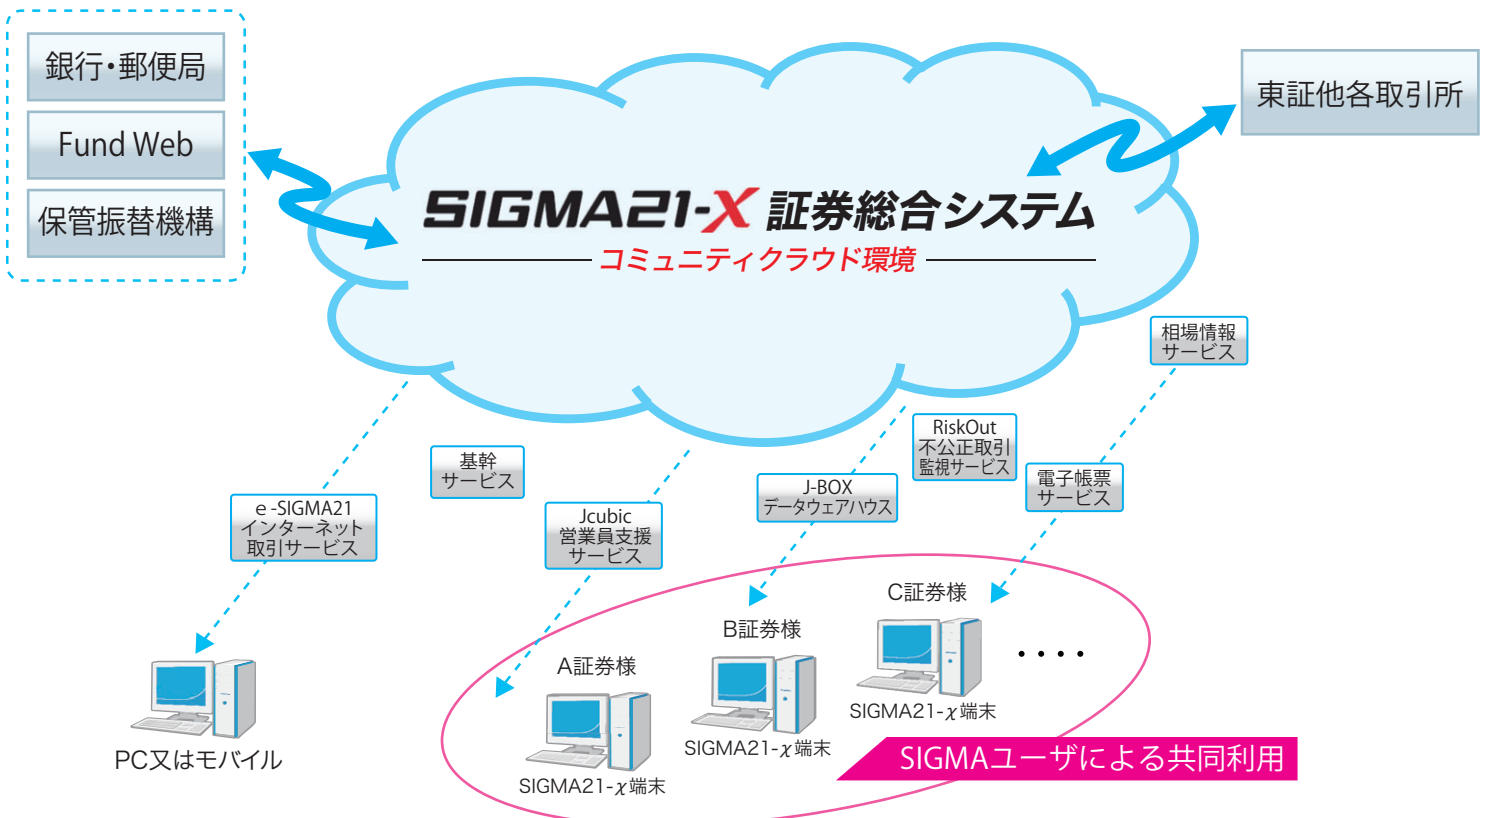 銀行・郵便局
Fund Web
保管振替機構
東証他各取引所
SIGMA21-X 証券総合システム
コミュニティクラウド環境
相場情報
サービス
RiskOut
不公正取引
監視サービス
基幹
サービス
電子帳票
サービス
J-BOX
データウェアハウス
e-SIGMA21
インターネット
取引サービス
Jcubic
営業員支援
サービス
C証券様
B証券様
A証券様
････
SIGMA21-χ端末
SIGMA21-χ端末
SIGMA21-χ端末
PC又はモバイル
SIGMAユーザによる共同利用